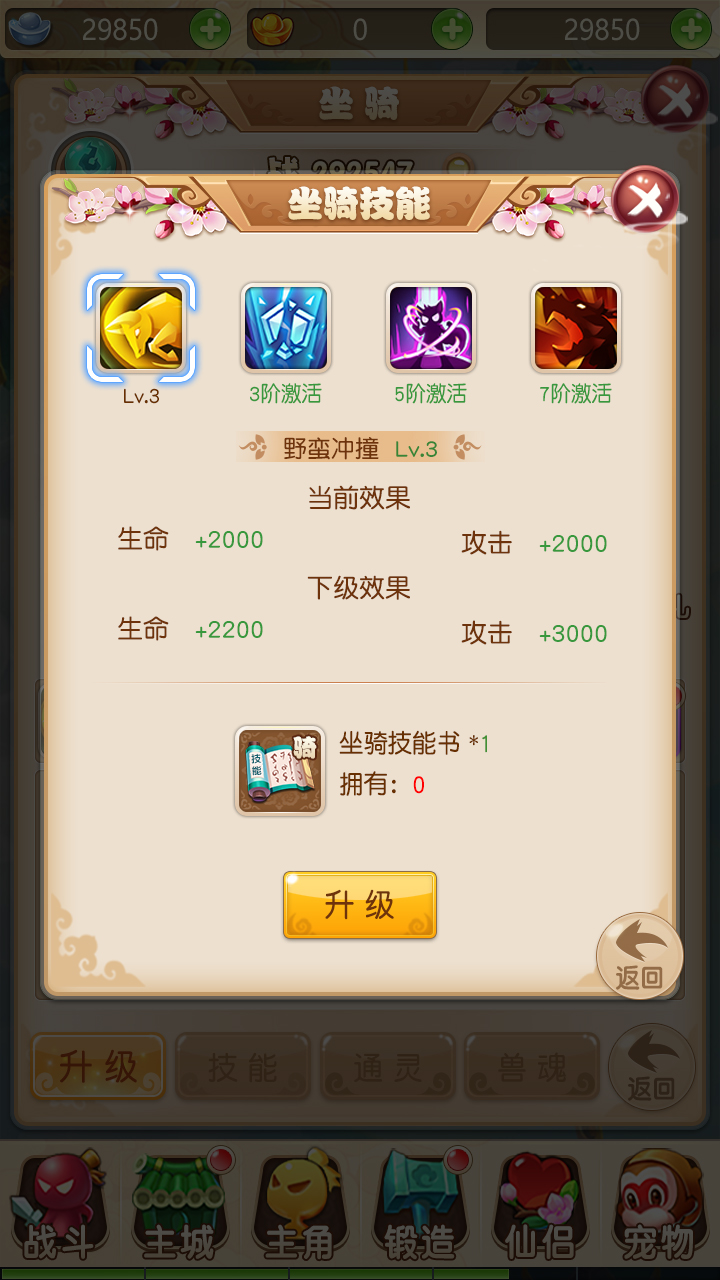 29850
0
29850
坐骑
战 292547
坐骑技能
Lv.3
3阶激活
5阶激活
7阶激活
野蛮冲撞 Lv.3
当前效果
生命 +2000 攻击 +2000
下级效果
生命 +2200 攻击 +3000
技能
骑
坐骑技能书 *1
拥有：0
升级
返回
升级
技能
通灵
兽魂
返回
战斗
主城
主角
锻造
仙侣
宠物